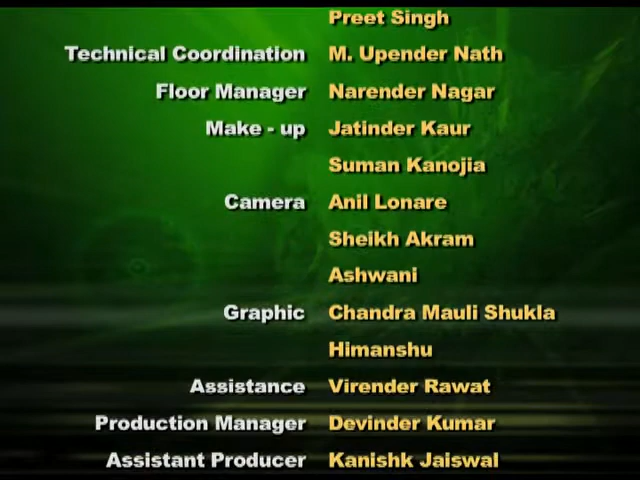 Preet Singh
Technical Coordination M. Upender Nath
Floor Manager Narender Nagar
Make - up Jatinder Kaur
Suman Kanojia
Camera Anil Lonare
Sheikh Akram
Ashwani
Graphic Chandra Mauli Shukla
Himanshu
Assistance Virender Rawat
Production Manager Devinder Kumar
Assistant Producer Kanishk Jaiswal